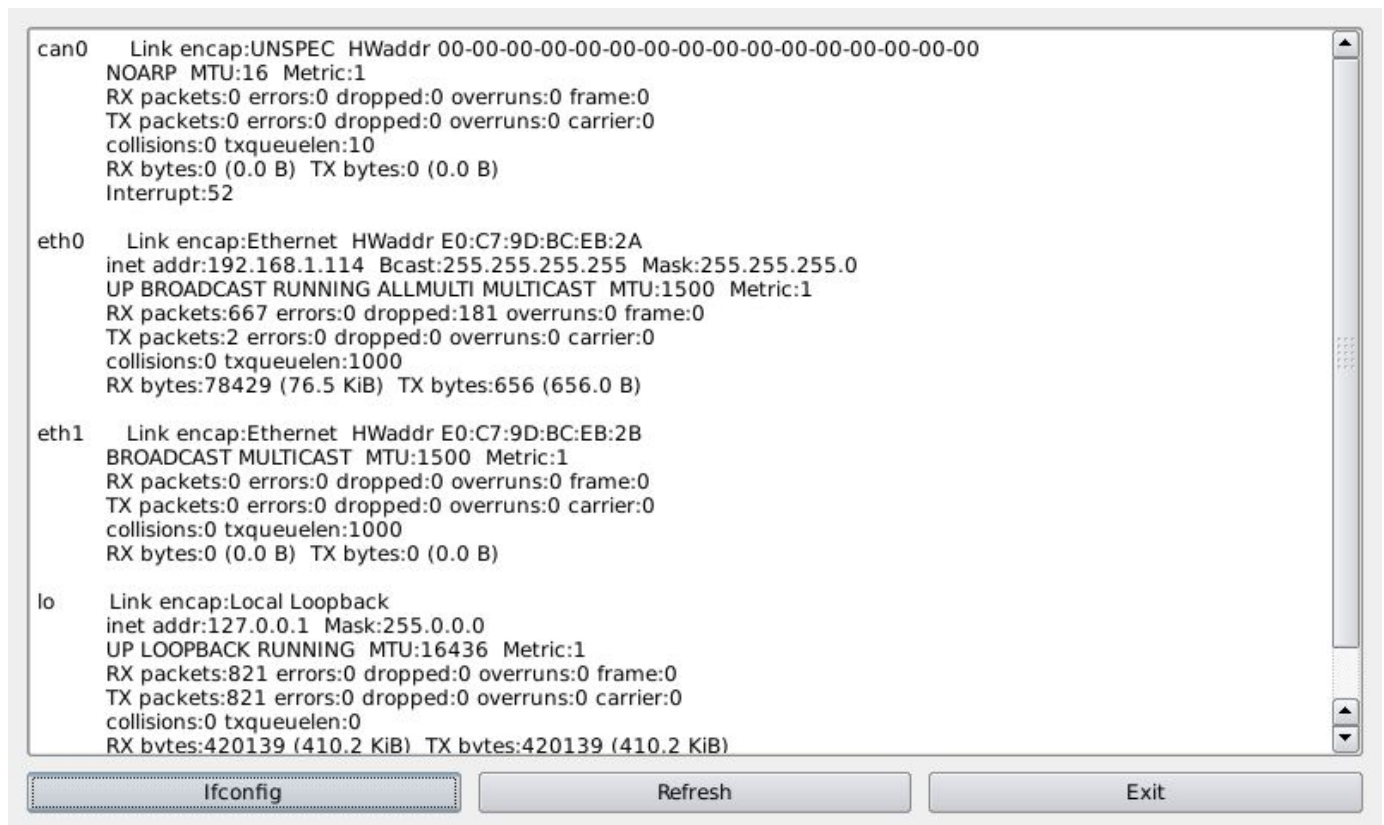 can0 Link encap:UNSPEC HWaddr 00-00-00-00-00-00-00-00-00-00-00-00-00-00-00-00
NOARP MTU:16 Metric:1
RX packets:0 errors:0 dropped:0 overruns:0 frame:0
TX packets:0 errors:0 dropped:0 overruns:0 carrier:0
collisions:0 txqueuelen:10
RX bytes:0 (0.0 B) TX bytes:0 (0.0 B)
Interrupt:52
eth0 Link encap:Ethernet HWaddr E0:C7:9D:BC:EB:2A
inet addr:192.168.1.114 Bcast:255.255.255.255 Mask:255.255.255.0
UP BROADCAST RUNNING ALLMULTI MULTICAST MTU:1500 Metric:1
RX packets:667 errors:0 dropped:181 overruns:0 frame:0
TX packets:2 errors:0 dropped:0 overruns:0 carrier:0
collisions:0 txqueuelen:1000
RX bytes:78429 (76.5 KiB) TX bytes:656 (656.0 B)
eth1 Link encap:Ethernet HWaddr E0:C7:9D:BC:EB:2B
BROADCAST MULTICAST MTU:1500 Metric:1
RX packets:0 errors:0 dropped:0 overruns:0 frame:0
TX packets:0 errors:0 dropped:0 overruns:0 carrier:0
collisions:0 txqueuelen:1000
RX bytes:0 (0.0 B) TX bytes:0 (0.0 B)
lo Link encap:Local Loopback
inet addr:127.0.0.1 Mask:255.0.0.0
UP LOOPBACK RUNNING MTU:16436 Metric:1
RX packets:821 errors:0 dropped:0 overruns:0 frame:0
TX packets:821 errors:0 dropped:0 overruns:0 carrier:0
collisions:0 txqueuelen:0
RX bytes:420139 (410.2 KiB) TX bytes:420139 (410.2 KiB)
Ifconfig Refresh Exit